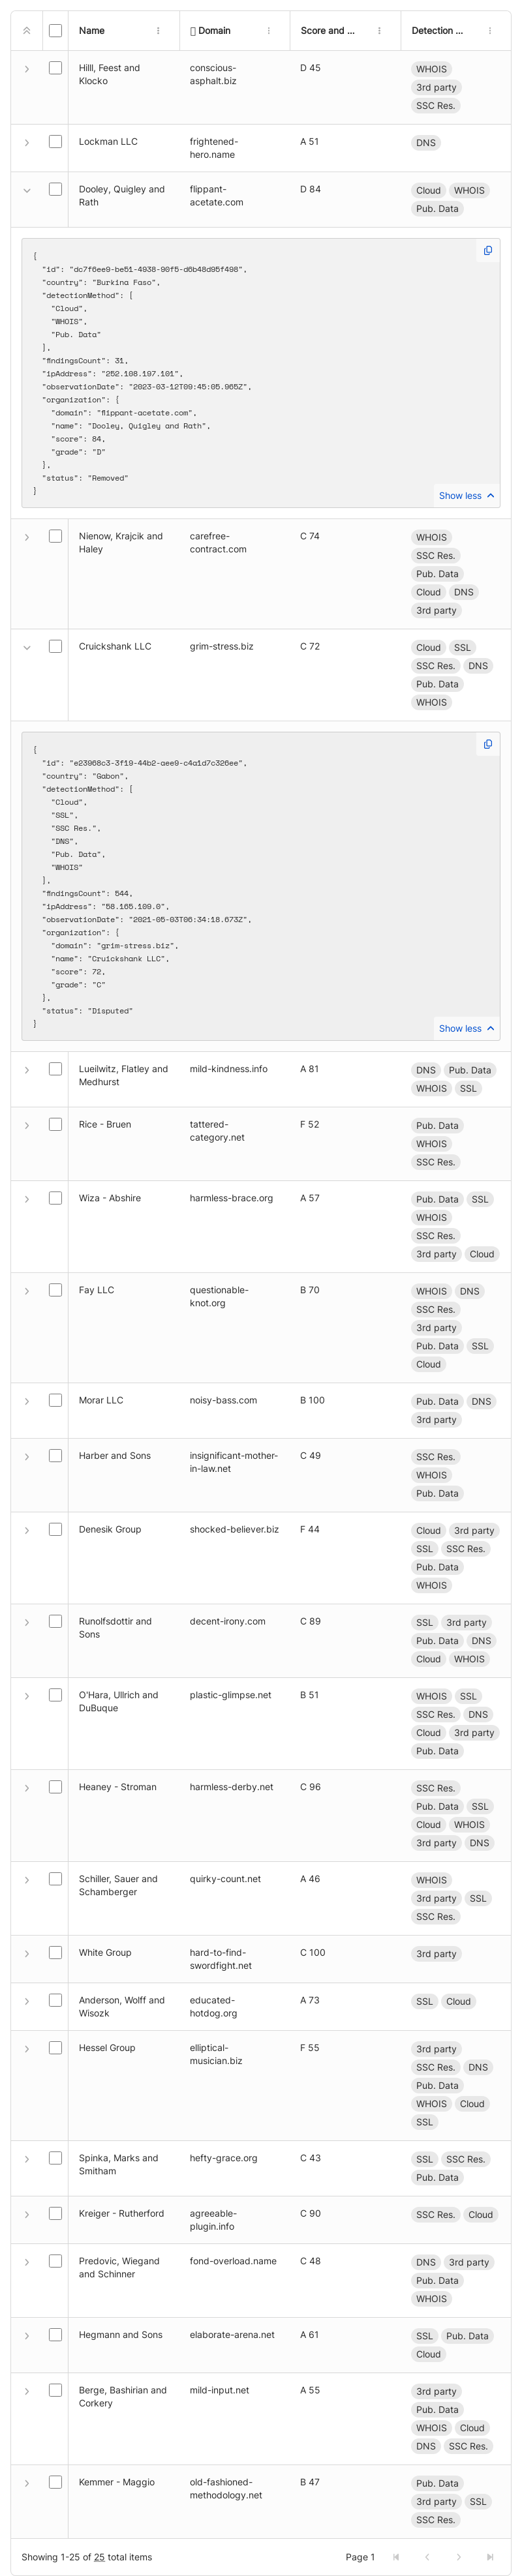 Name Domain Score and ... Detection ...
Hilll, Feest and conscious- D 45 WHOIS
Klocko asphalt.biz 3rd party
SSC Res.
Lockman LLC frightened- A 51 DNS
hero.name
Dooley, Quigley and flippant- D 84 Cloud WHOIS
Rath acetate.com Pub. Data
{
"id": "dc7f6ee9-be51-4938-90f5-d6b48d95f498",
"country": "Burkina Faso",
"detectionMethod": [
"Cloud",
"WHOIS",
"Pub. Data"
],
"findingsCount": 31,
"ipAddress": "252.108.197.101",
"observationDate": "2023-03-12T09:45:05.965Z",
"organization": {
"domain": "flippant-acetate.com",
"name": "Dooley, Quigley and Rath",
"score": 84,
"grade": "D"
},
"status": "Removed"
}
Show less
Nienow, Krajcik and carefree- C 74 WHOIS
Haley contract.com SSC Res.
Pub. Data
Cloud DNS
3rd party
Cruickshank LLC grim-stress.biz C 72 Cloud SSL
SSC Res. DNS
Pub. Data
WHOIS
{
"id": "e23968c3-3f19-44b2-aee9-c4a1d7c326ee",
"country": "Gabon",
"detectionMethod": [
"Cloud",
"SSL",
"SSC Res.",
"DNS",
"Pub. Data",
"WHOIS"
],
"findingsCount": 544,
"ipAddress": "58.165.109.0",
"observationDate": "2021-05-03T06:34:18.673Z",
"organization": {
"domain": "grim-stress.biz",
"name": "Cruickshank LLC",
"score": 72,
"grade": "C"
},
"status": "Disputed"
}
Show less
Lueilwitz, Flatley and mild-kindness.info A 81 DNS Pub. Data
Medhurst WHOIS SSL
Rice - Bruen tattered- F 52 Pub. Data
category.net WHOIS
SSC Res.
Wiza - Abshire harmless-brace.org A 57 Pub. Data SSL
WHOIS
SSC Res.
3rd party Cloud
Fay LLC questionable- B 70 WHOIS DNS
knot.org SSC Res.
3rd party
Pub. Data SSL
Cloud
Morar LLC noisy-bass.com B 100 Pub. Data DNS
3rd party
Harber and Sons insignificant-mother- C 49 SSC Res.
in-law.net WHOIS
Pub. Data
Denesik Group shocked-believer.biz F 44 Cloud 3rd party
SSL SSC Res.
Pub. Data
WHOIS
Runolfsdottir and decent-irony.com C 89 SSL 3rd party
Sons Pub. Data DNS
Cloud WHOIS
O'Hara, Ullrich and plastic-glimpse.net B 51 WHOIS SSL
DuBuque SSC Res. DNS
Cloud 3rd party
Pub. Data
Heaney - Stroman harmless-derby.net C 96 SSC Res.
Pub. Data SSL
Cloud WHOIS
3rd party DNS
Schiller, Sauer and quirky-count.net A 46 WHOIS
Schamberger 3rd party SSL
SSC Res.
White Group hard-to-find- C 100 3rd party
swordfight.net
Anderson, Wolff and educated- A 73 SSL Cloud
Wisozk hotdog.org
Hessel Group elliptical- F 55 3rd party
musician.biz SSC Res. DNS
Pub. Data
WHOIS Cloud
SSL
Spinka, Marks and hefty-grace.org C 43 SSL SSC Res.
Smitham Pub. Data
Kreiger - Rutherford agreeable- C 90 SSC Res. Cloud
plugin.info
Predovic, Wiegand fond-overload.name C 48 DNS 3rd party
and Schinner Pub. Data
WHOIS
Hegmann and Sons elaborate-arena.net A 61 SSL Pub. Data
Cloud
Berge, Bashirian and mild-input.net A 55 3rd party
Corkery Pub. Data
WHOIS Cloud
DNS SSC Res.
Kemmer - Maggio old-fashioned- B 47 Pub. Data
methodology.net 3rd party SSL
SSC Res.
Showing 1-25 of 25 total items Page 1